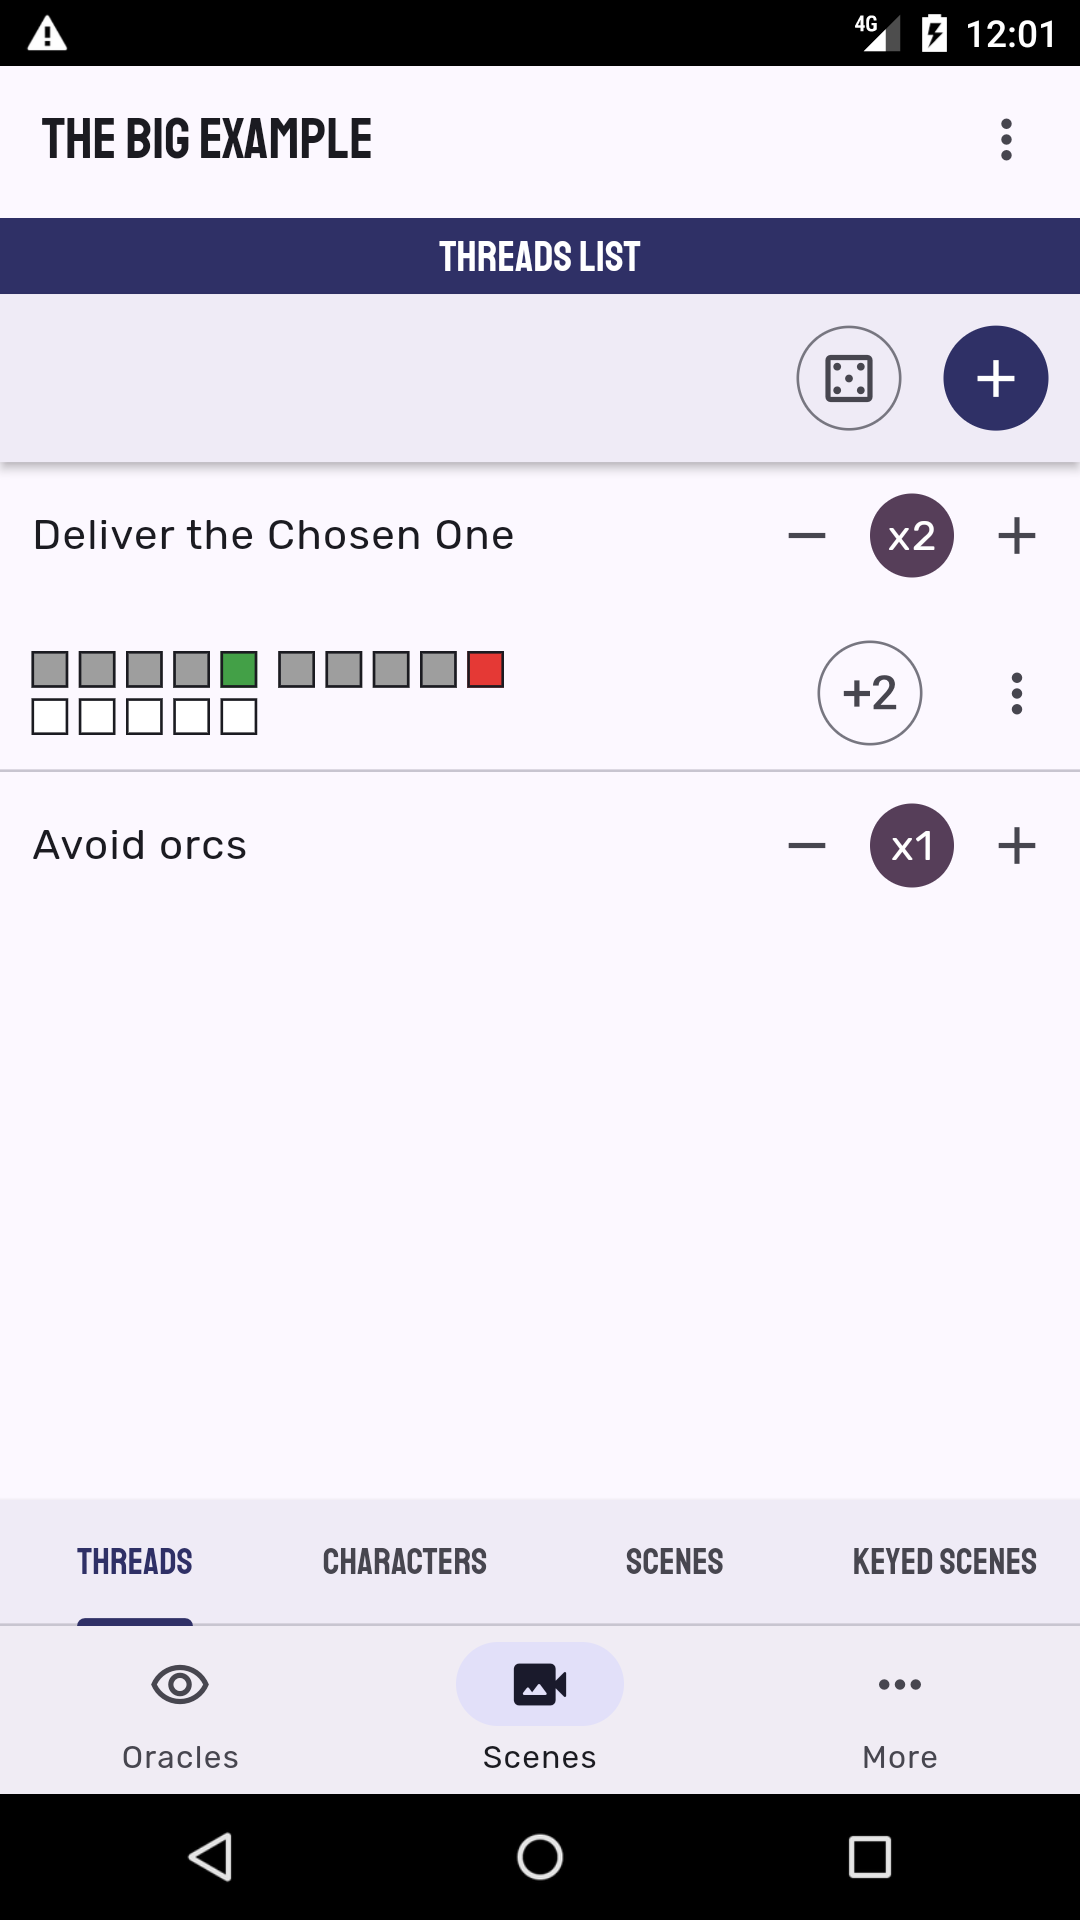 4G 12:01
THE BIG EXAMPLE
THREADS LIST
Deliver the Chosen One x2
+2
Avoid orcs x1
THREADS CHARACTERS SCENES KEYED SCENES
Oracles Scenes More